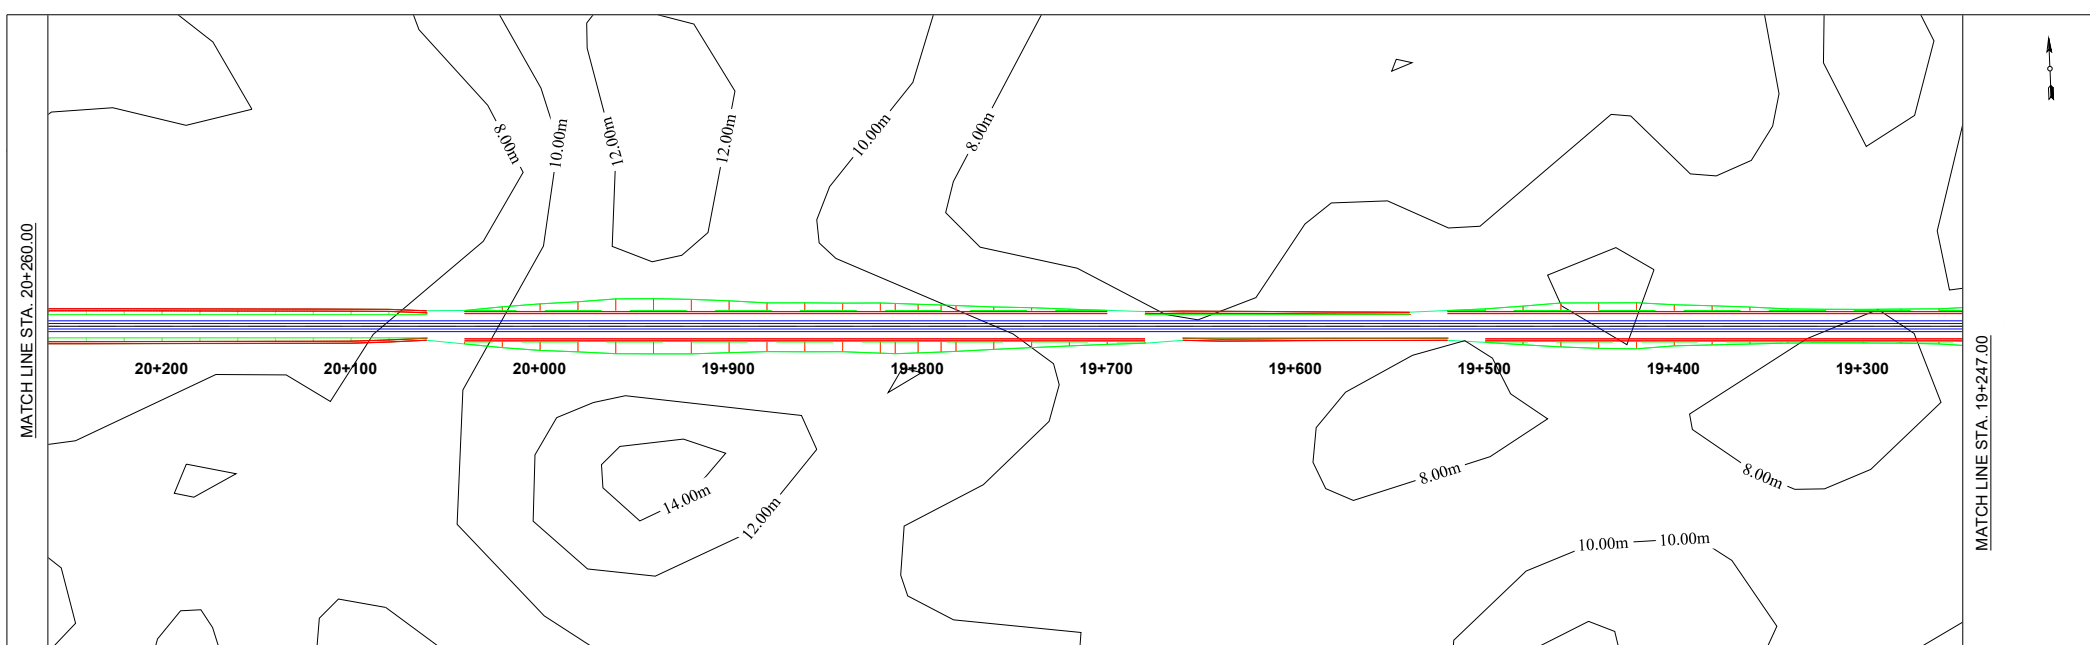 8.00m
10.00m
12.00m
12.00m
10.00m
8.00m
MATCH LINE STA. 20+260.00
20+200
20+100
20+000
19+900
19+800
19+700
19+600
19+500
19+400
19+300
MATCH LINE STA. 19+247.00
14.00m
12.00m
8.00m
8.00m
10.00m
10.00m